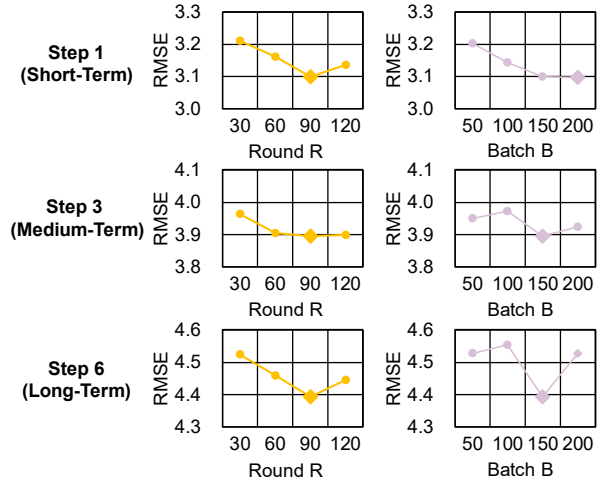 Step 1
(Short-Term)
RMSE
3.3
3.2
3.1
3.0
30 60 90 120
Round R
RMSE
3.3
3.2
3.1
3.0
50 100 150 200
Batch B
Step 3
(Medium-Term)
RMSE
4.1
4.0
3.9
3.8
30 60 90 120
Round R
RMSE
4.1
4.0
3.9
3.8
50 100 150 200
Batch B
Step 6
(Long-Term)
RMSE
4.6
4.5
4.4
4.3
30 60 90 120
Round R
RMSE
4.6
4.5
4.4
4.3
50 100 150 200
Batch B